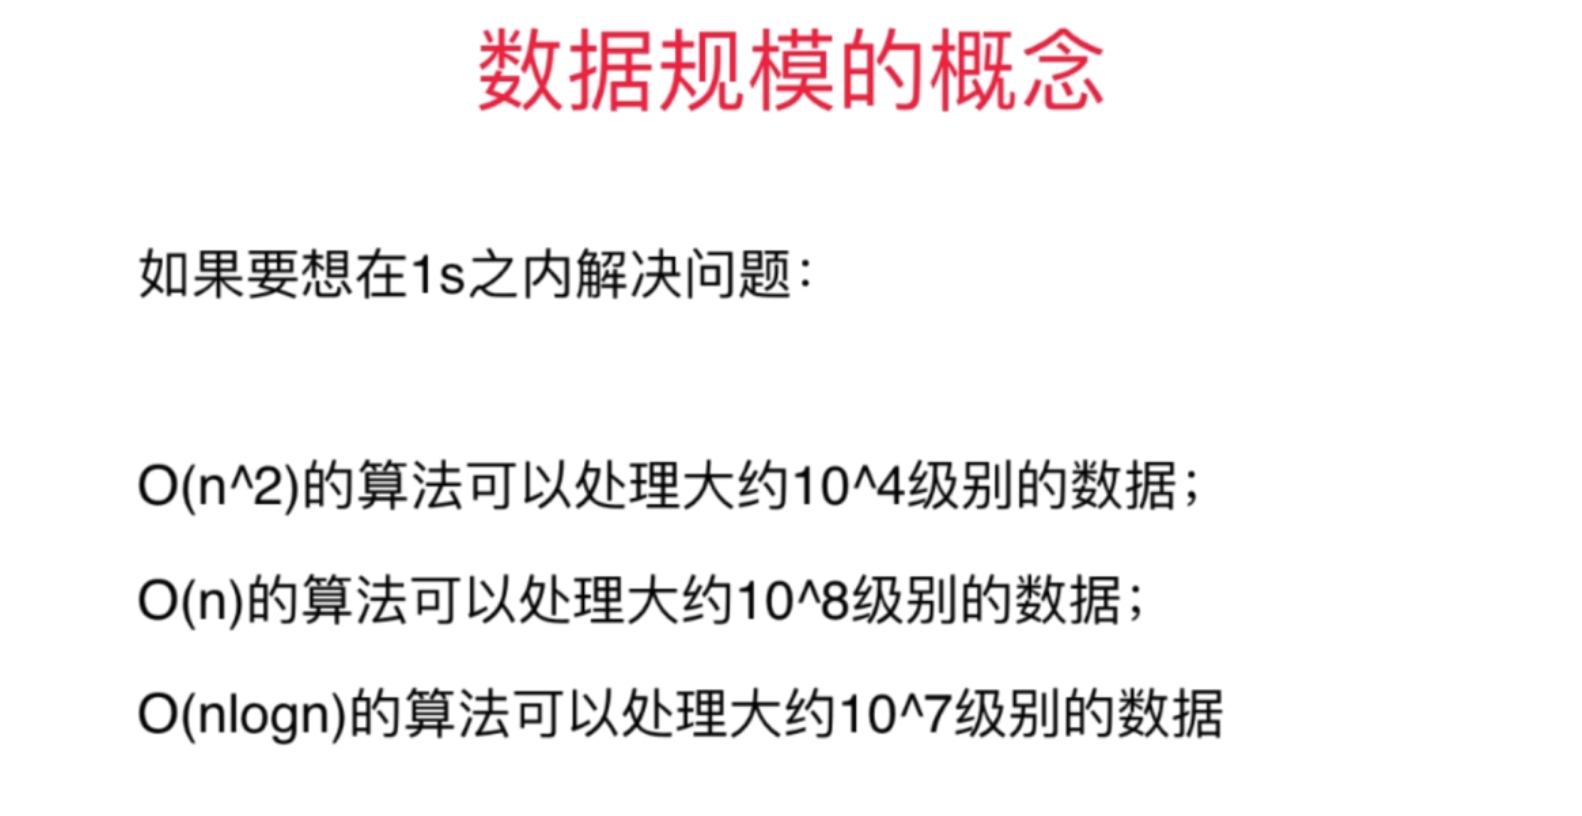 数据规模的概念
如果要想在1s之内解决问题：
O(n^2)的算法可以处理大约10^4级别的数据；
O(n)的算法可以处理大约10^8级别的数据；
O(nlogn)的算法可以处理大约10^7级别的数据